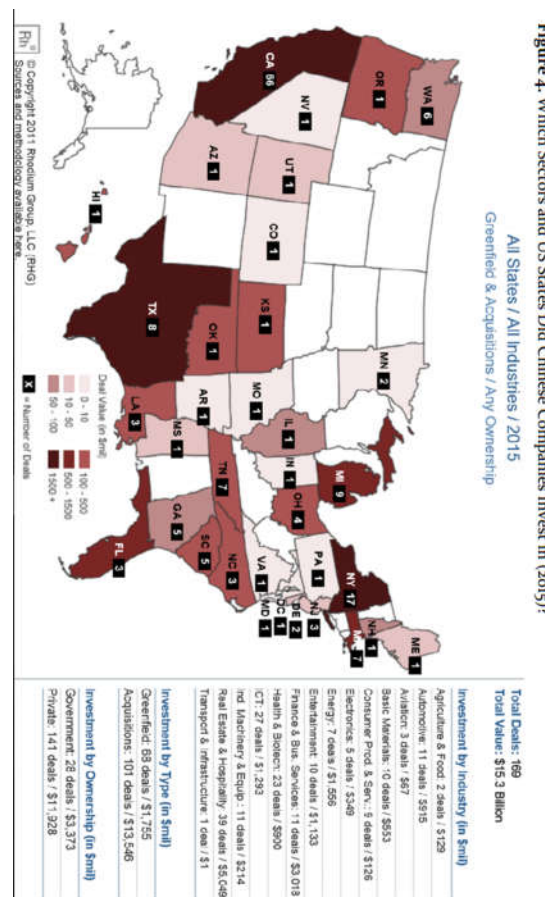 Figure 4. Which Sectors and US States Did Chinese Companies Invest in (2015)?
All States / All Industries / 2015
Greenfield & Acquisitions / Any Ownership
WA 6
OR 1
CA 56
NV 1
UT 1
AZ 1
CO 1
KS 1
OK 1
TX 8
HI 1
MN 2
MO 1
AR 1
LA 3
MS 1
IL 1
IN 1
MI 9
OH 4
TN 7
GA 5
FL 3
SC 5
NC 3
VA 1
PA 1
NY 17
NJ 3
DE 2
DC 1
MD 1
7
NH 1
ME 1
Deal Value (in $mil)
0 - 10
10 - 50
50 - 100
100 - 500
500 - 1500
1500 +
X = Number of Deals
Rh
© Copyright 2011 Rhodium Group, LLC (RHG)
Sources and methodology available here.
Total Deals: 169
Total Value: $15.3 Billion
Investment by Industry (in $mil)
Agriculture & Food: 2 deals / $129
Automotive: 11 deals / $915
Aviation: 3 deals / $67
Basic Materials: 10 deals / $553
Consumer Prod. & Serv.: 9 deals / $126
Electronics: 5 deals / $349
Energy: 7 deals / $1,556
Entertainment: 10 deals / $1,133
Finance & Bus. Services: 11 deals / $3 018
Health & Biotech: 23 deals / $900
ICT: 27 deals / $1,293
Ind. Machinery & Equip.: 11 deals / $214
Real Estate & Hospitality: 39 deals / $5,049
Transport & Infrastructure: 1 deal / $1
Investment by Type (in $mil)
Greenfield: 68 deals / $1,755
Acquisitions: 101 deals / $13,546
Investment by Ownership (in $mil)
Government: 28 deals / $3,373
Private: 141 deals / $11,928